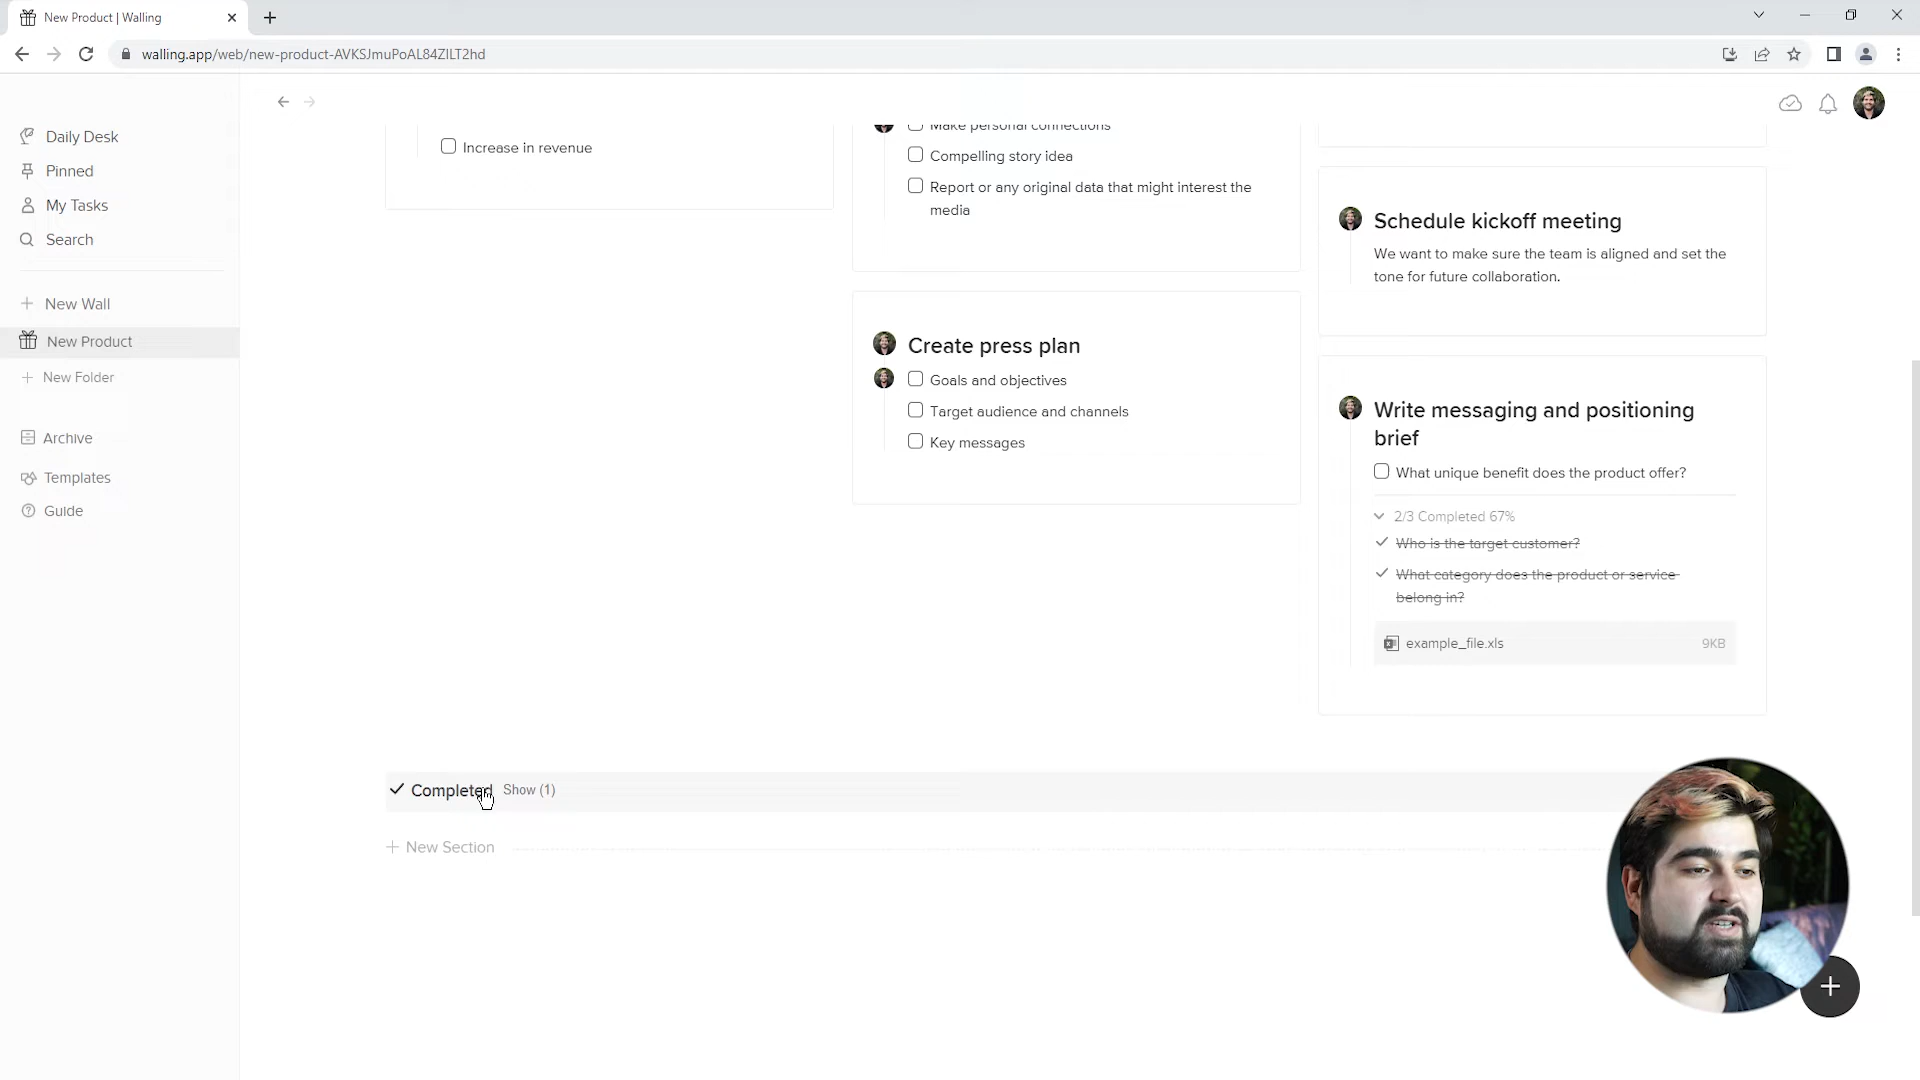 New Product | Walling
walling.app/web/new-product-AVKSJmuPoAL84ZILT2hd
Daily Desk
Pinned
My Tasks
Search
New Wall
New Product
New Folder
Archive
Templates
Guide
Increase in revenue
Make personal connections
Compelling story idea
Report or any original data that might interest the
media
Create press plan
Goals and objectives
Target audience and channels
Key messages
Schedule kickoff meeting
We want to make sure the team is aligned and set the
tone for future collaboration.
Write messaging and positioning
brief
What unique benefit does the product offer?
2/3 Completed 67%
Who is the target customer?
What category does the product or service
belong in?
example_file.xls 9KB
Completed Show (1)
New Section